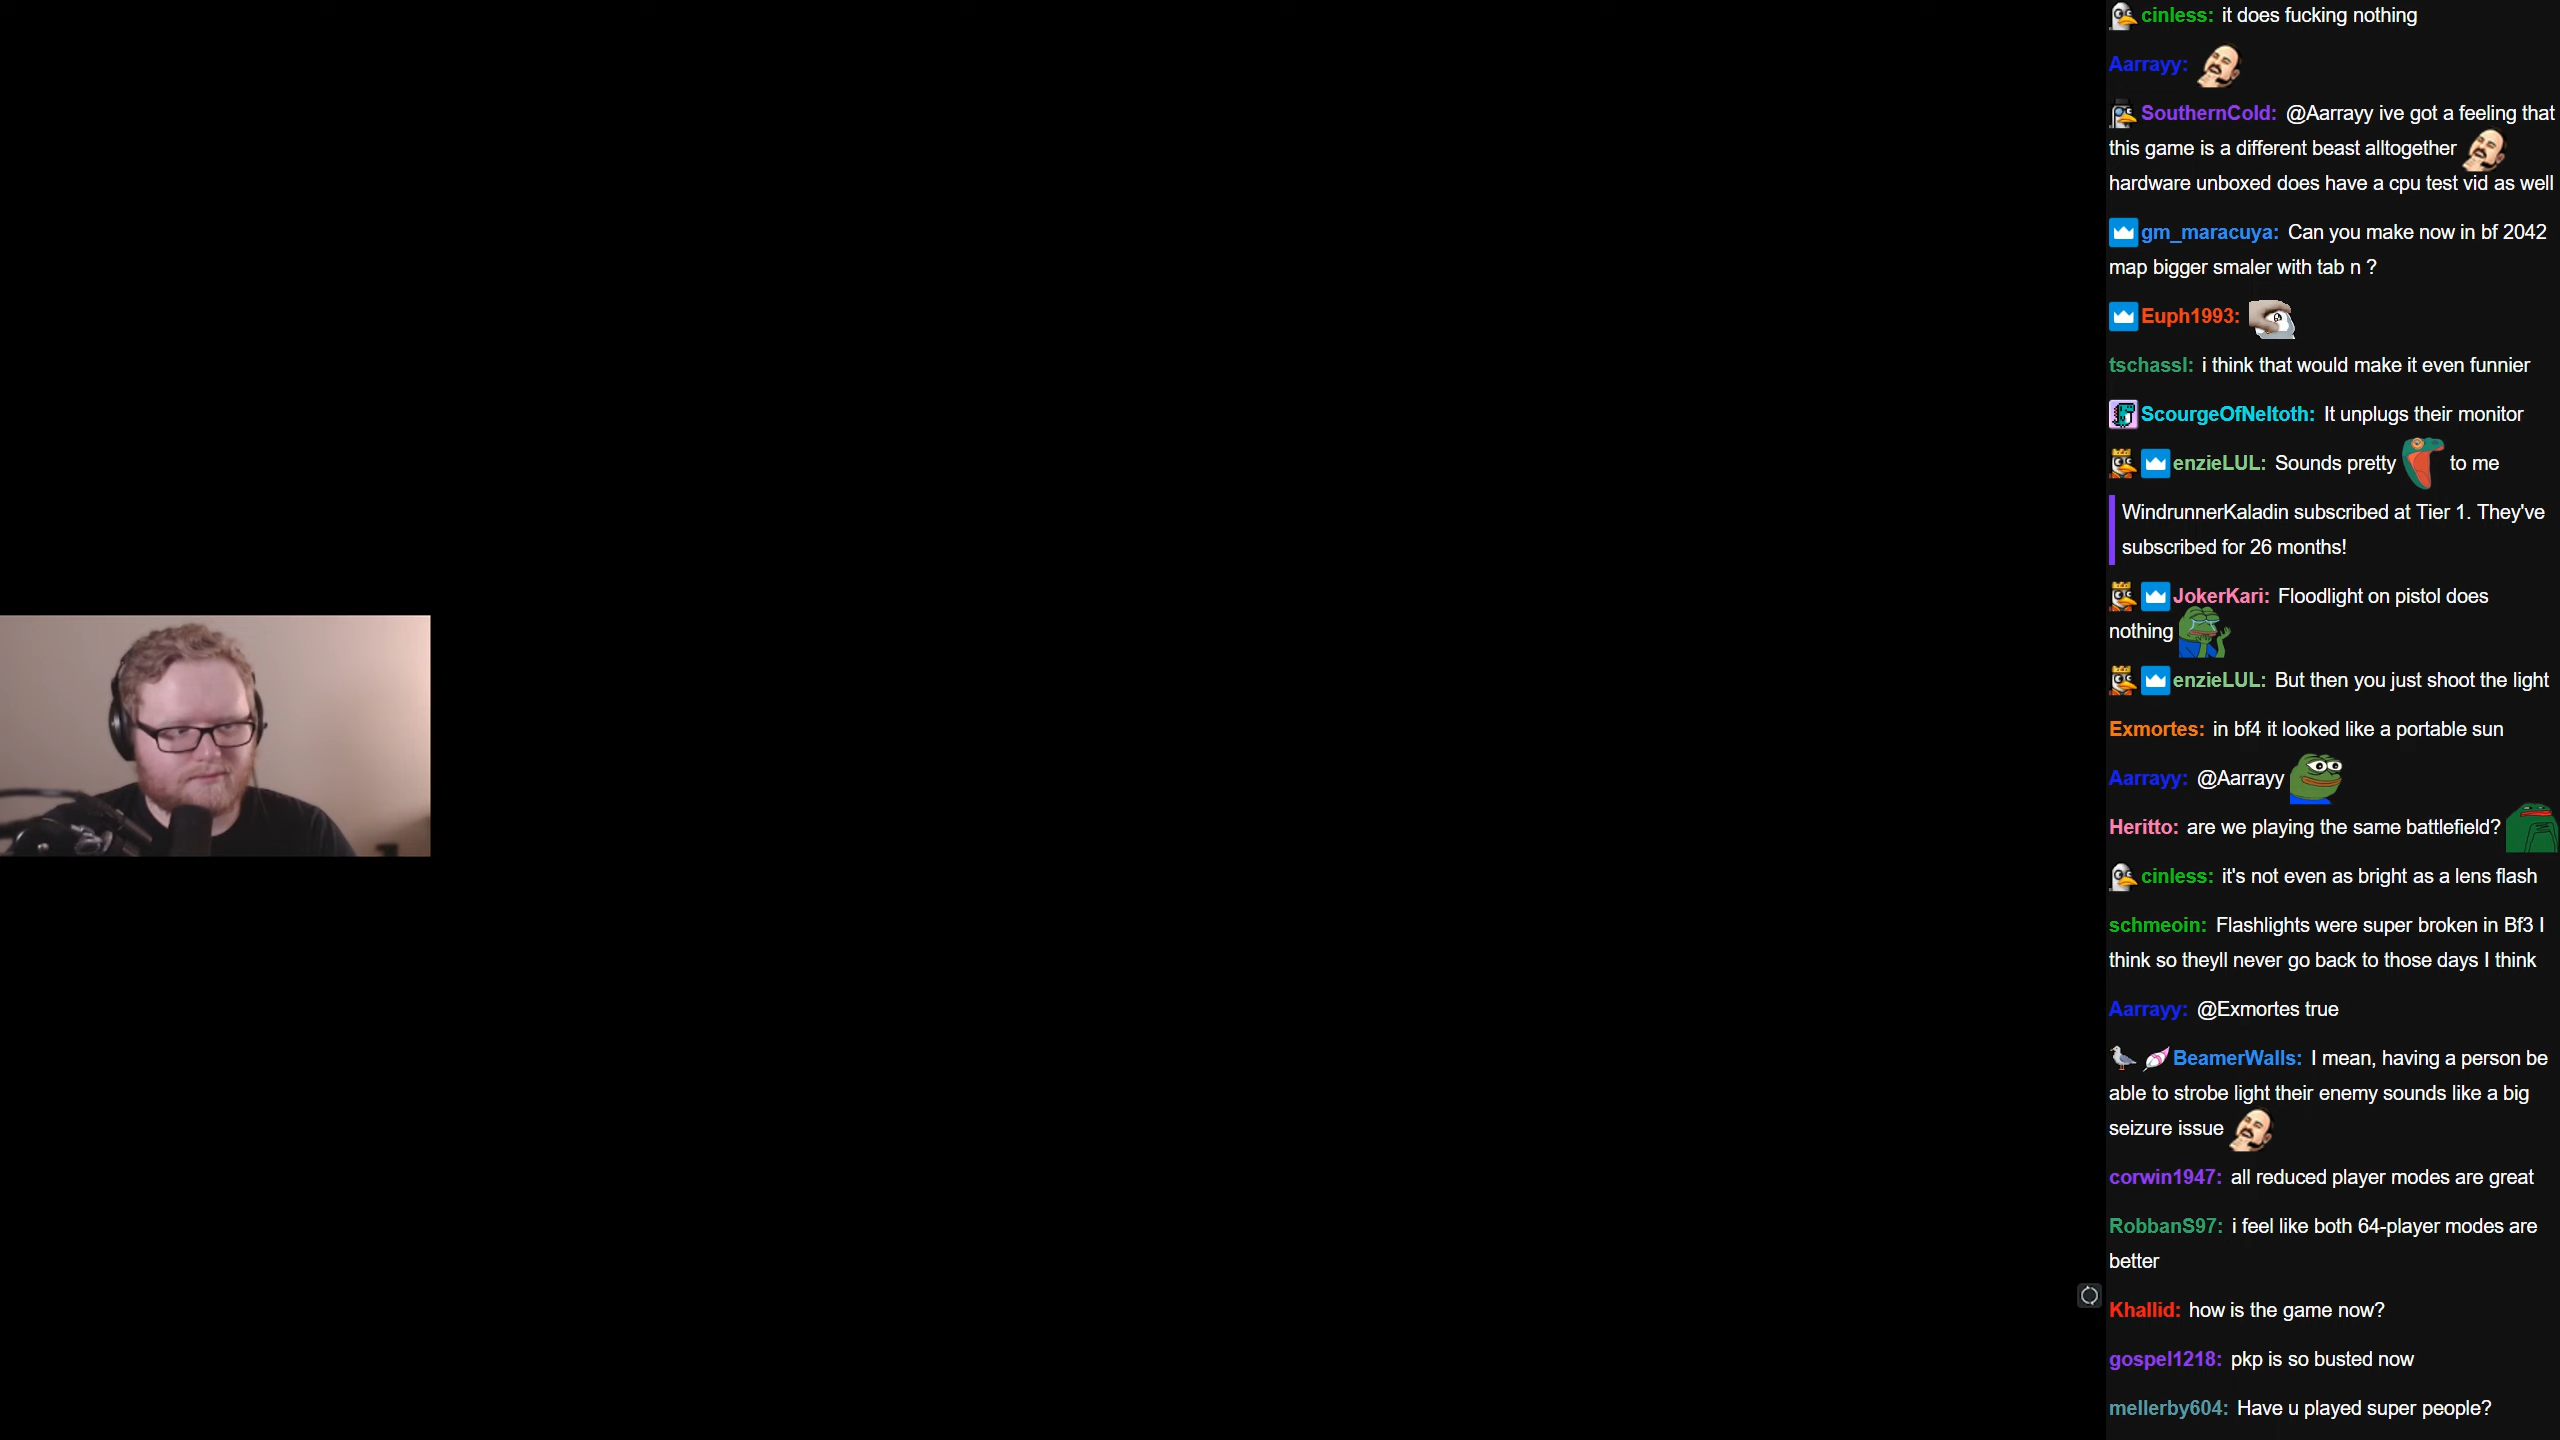 cinless: it does fucking nothing
Aarrayy:
SouthernCold: @Aarrayy ive got a feeling that
this game is a different beast alltogether
hardware unboxed does have a cpu test vid as well
gm_maracuya: Can you make now in bf 2042
map bigger smaler with tab n ?
Euph1993:
tschassl: i think that would make it even funnier
ScourgeOfNeltoth: It unplugs their monitor
enzieLUL: Sounds pretty to me
WindrunnerKaladin subscribed at Tier 1. They've
subscribed for 26 months!
JokerKari: Floodlight on pistol does
nothing
enzieLUL: But then you just shoot the light
Exmortes: in bf4 it looked like a portable sun
Aarrayy: @Aarrayy
Heritto: are we playing the same battlefield?
cinless: it's not even as bright as a lens flash
schmeoin: Flashlights were super broken in Bf3 I
think so theyll never go back to those days I think
Aarrayy: @Exmortes true
BeamerWalls: I mean, having a person be
able to strobe light their enemy sounds like a big
seizure issue
corwin1947: all reduced player modes are great
RobbanS97: i feel like both 64-player modes are
better
Khallid: how is the game now?
gospel1218: pkp is so busted now
mellerby604: Have u played super people?